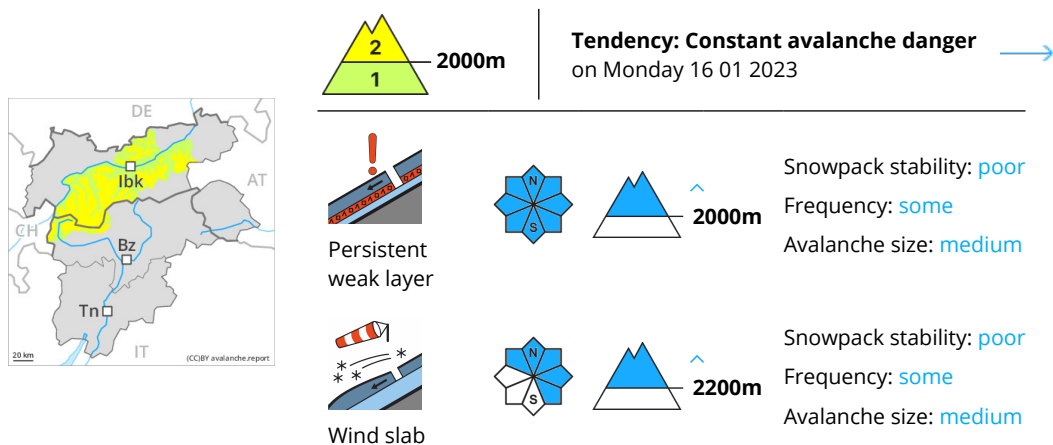 2
1
2000m
Tendency: Constant avalanche danger
on Monday 16 01 2023
DE
Ibk
AT
CH
Bz
Tn
IT
20 km
(CC)BY avalanche.report
N
S
2000m
Snowpack stability: poor
Frequency: some
Avalanche size: medium
Persistent
weak layer
N
S
2200m
Snowpack stability: poor
Frequency: some
Avalanche size: medium
Wind slab